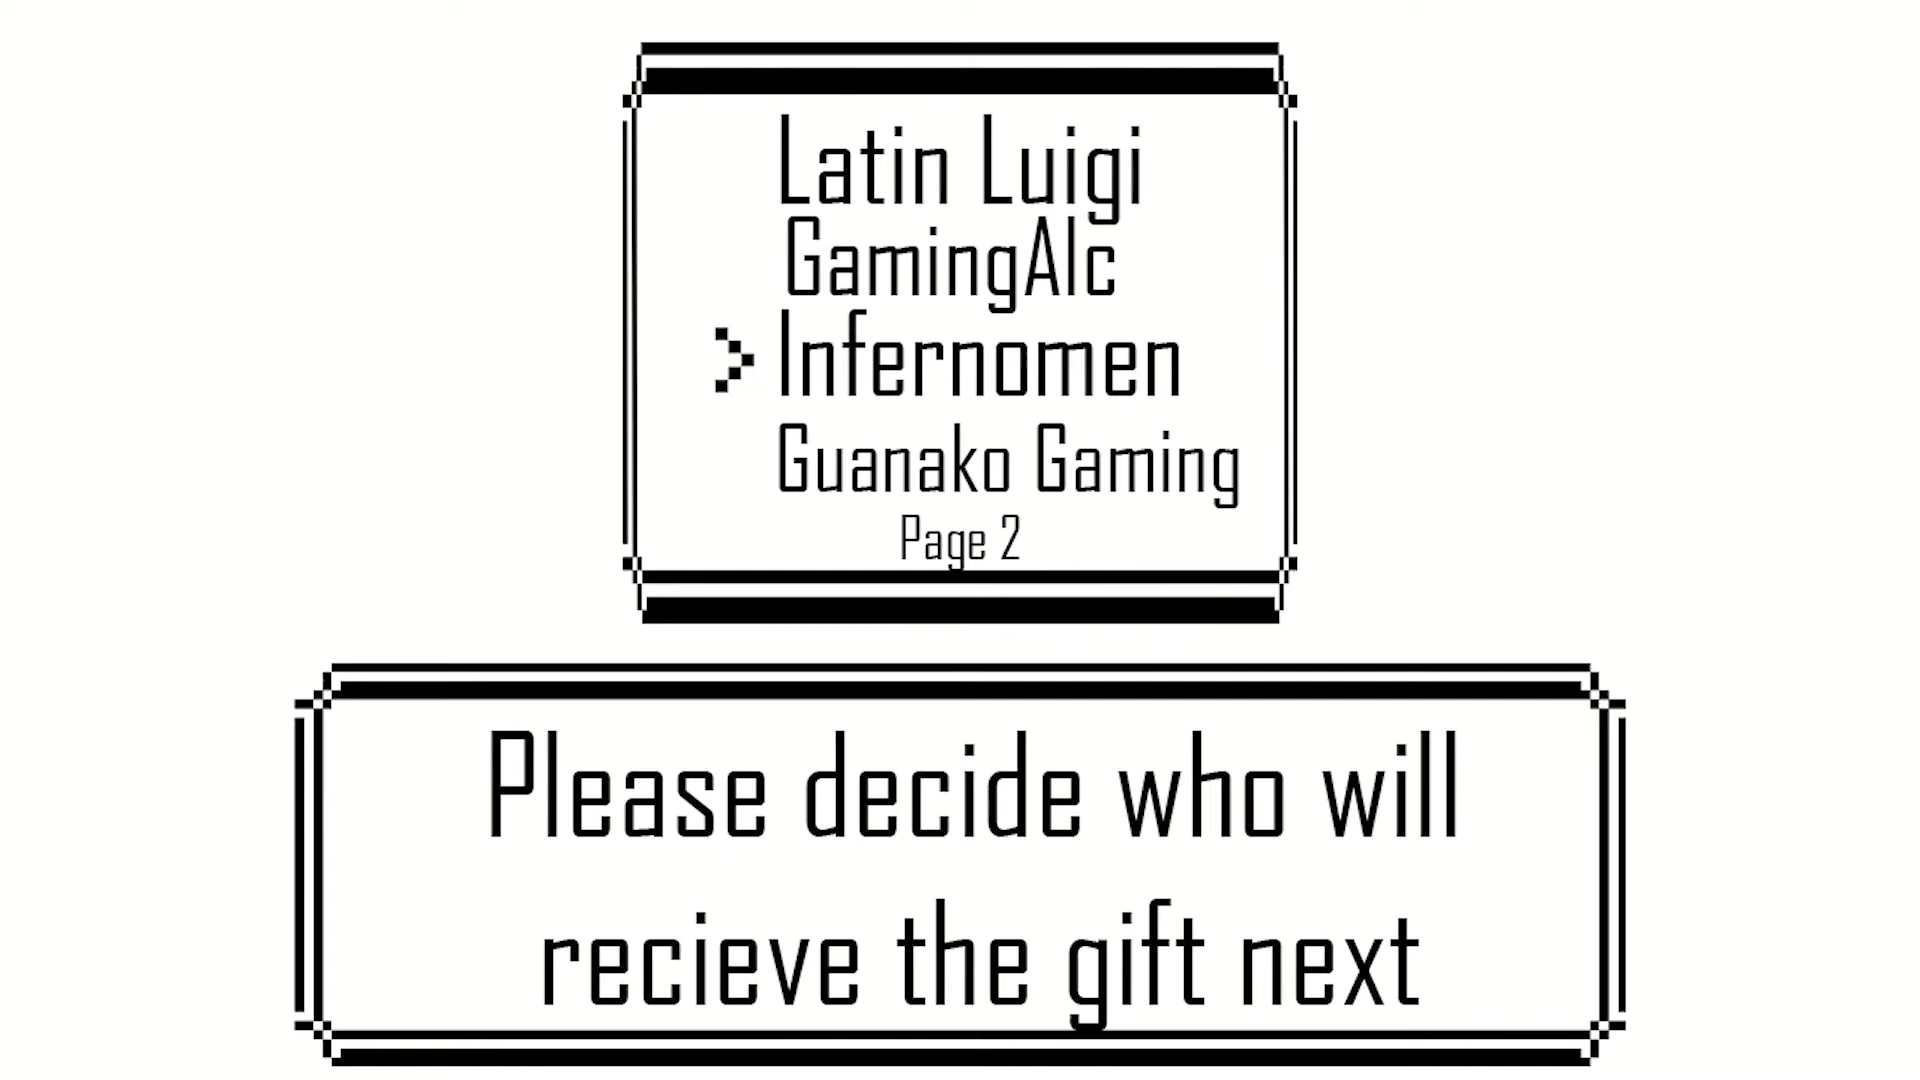 Latin Luigi
GamingAlc
> Infernomen
Guanako Gaming
Page 2
Please decide who will
recieve the gift next